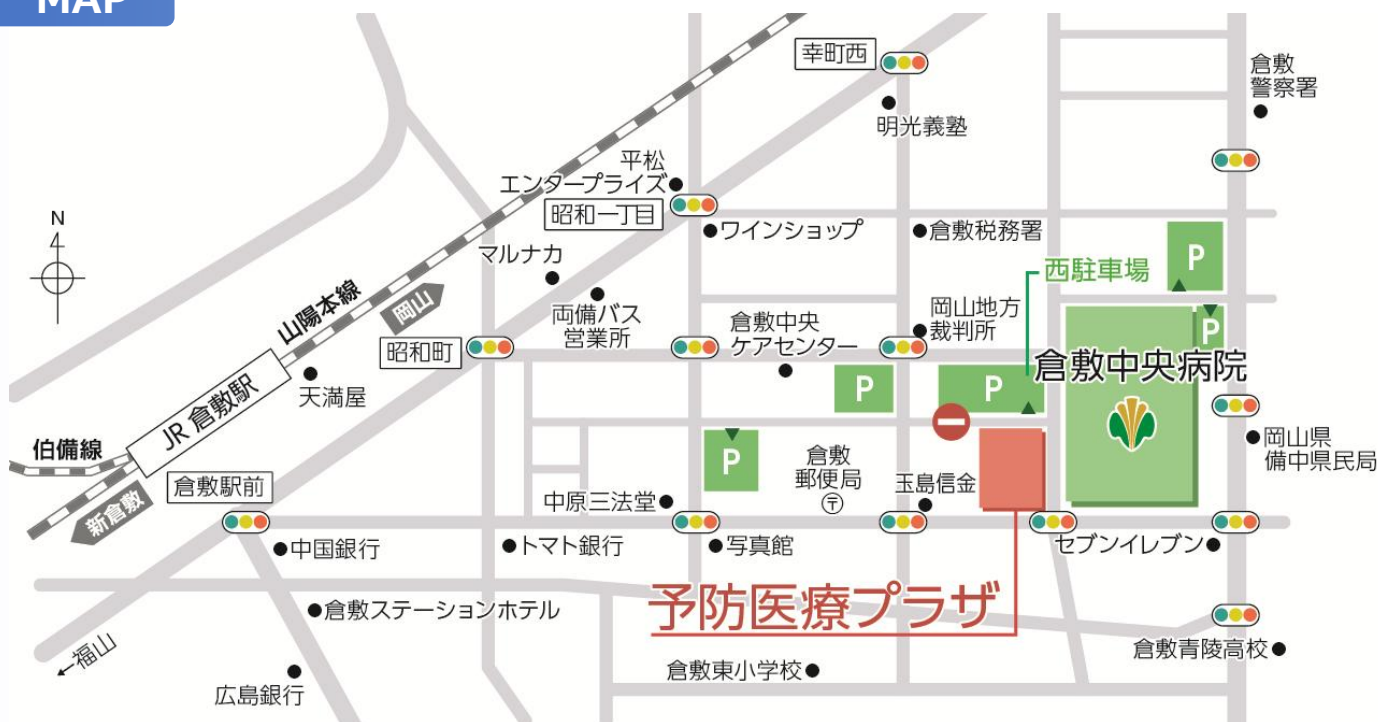 MAP
幸町西
倉敷
警察署
明光義塾
平松
エンタープライズ
昭和一丁目
N
ワインショップ
倉敷税務署
マルナカ
西駐車場
P
山陽本線
岡山
両備バス
営業所
倉敷中央
ケアセンター
岡山地方
裁判所
P
昭和町
倉敷中央病院
JR 倉敷駅
天満屋
P
P
伯備線
岡山県
備中県民局
倉敷駅前
P
倉敷
郵便局
〒
玉島信金
新倉敷
中原三法堂
中国銀行
トマト銀行
写真館
セブンイレブン
予防医療プラザ
倉敷ステーションホテル
←福山
倉敷青陵高校
広島銀行
倉敷東小学校